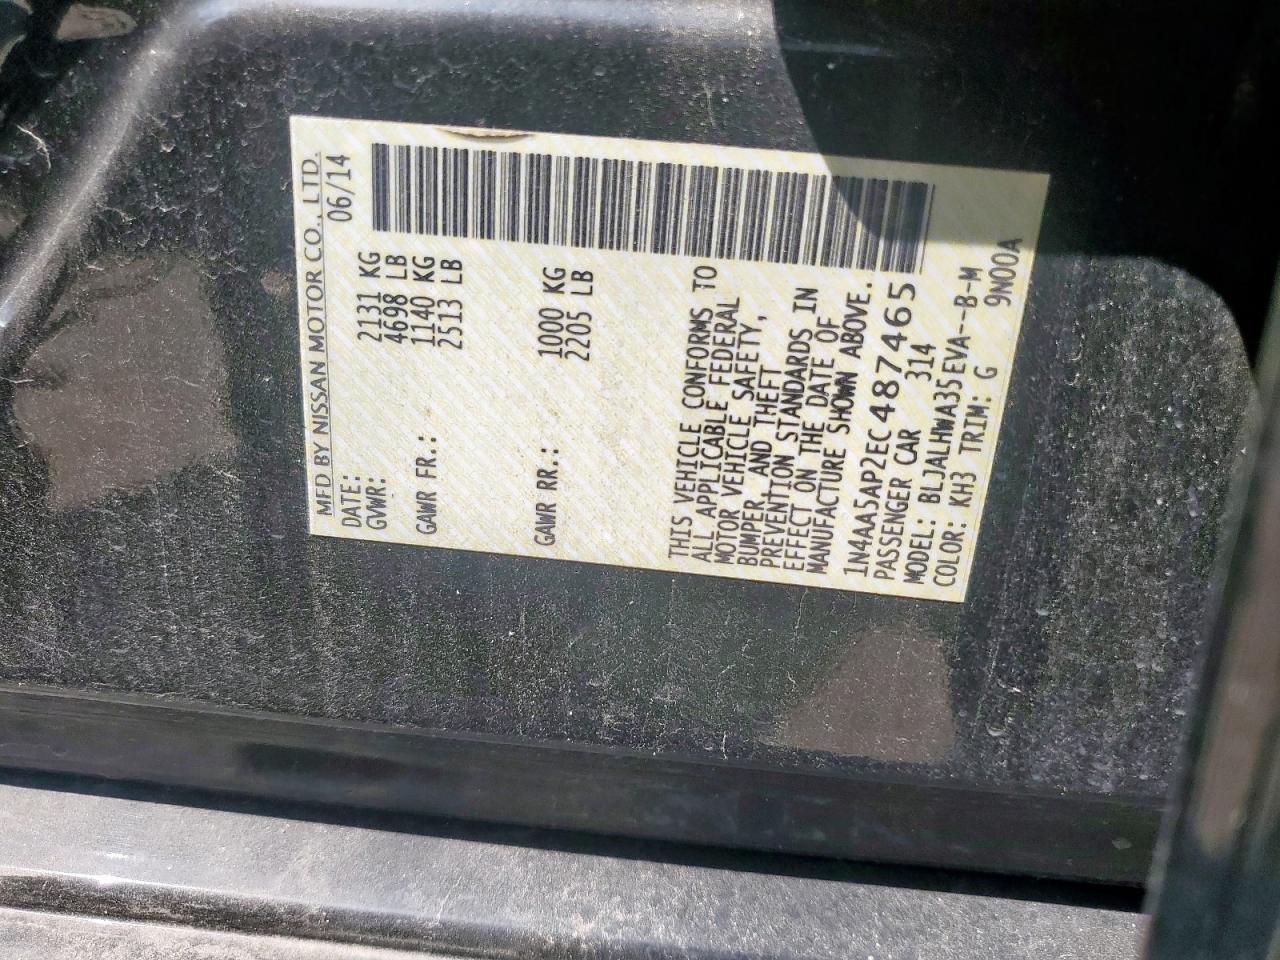 MFD BY NISSAN MOTOR CO., LTD.
DATE: 06/14
GVWR: 2131 KG
4698 LB
GAWR FR.: 1140 KG
2513 LB
GAWR RR.: 1000 KG
2205 LB
THIS VEHICLE CONFORMS TO
ALL APPLICABLE FEDERAL
MOTOR VEHICLE SAFETY,
BUMPER AND THEFT
PREVENTION STANDARDS IN
EFFECT ON THE DATE OF
MANUFACTURE SHOWN ABOVE.
1N4AA5AP2EC487465
PASSENGER CAR 314
MODEL: BLJALHWA35EVA--B-M
COLOR: KH3 TRIM: G 9N00A